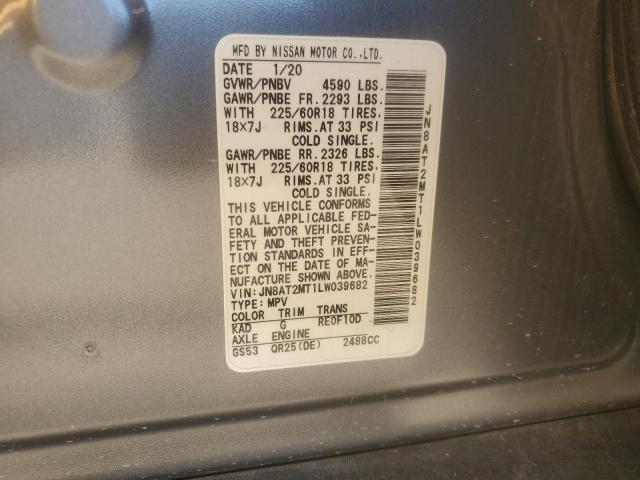 MFD BY NISSAN MOTOR CO.,LTD.
DATE 1/20
GVWR/PNBV 4590 LBS.
GAWR/PNBE FR. 2293 LBS.
WITH 225/60R18 TIRES,
18×7J RIMS.AT 33 PSI
COLD SINGLE.
GAWR/PNBE RR. 2326 LBS.
WITH 225/60R18 TIRES,
18×7J RIMS.AT 33 PSI
COLD SINGLE.
THIS VEHICLE CONFORMS
TO ALL APPLICABLE FED-
ERAL MOTOR VEHICLE SA-
FETY AND THEFT PREVEN-
TION STANDARDS IN EFF-
ECT ON THE DATE OF MA-
NUFACTURE SHOWN ABOVE.
VIN: JN8AT2MT1LW039682
TYPE: MPV
COLOR TRIM TRANS
KAD G RE0F10D
AXLE ENGINE
GS53 QR25(DE) 2488CC
JN8AT2MT1LW039682